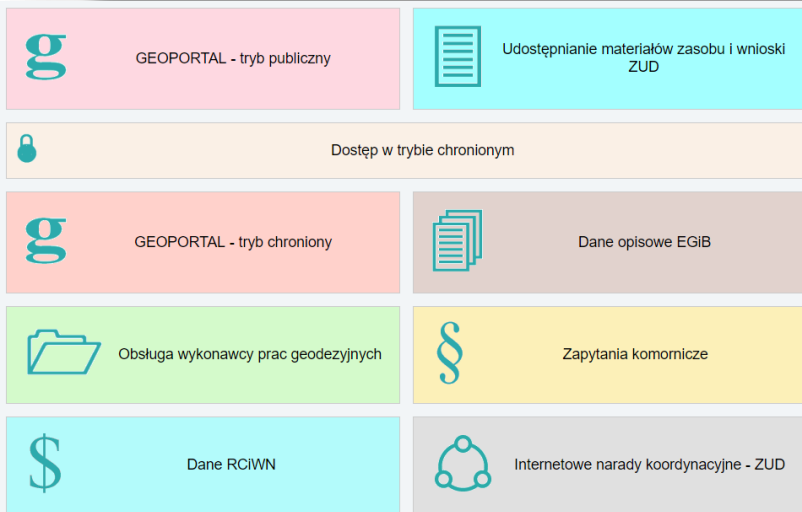 GEOPORTAL - tryb publiczny
Udostępnianie materiałów zasobu i wnioski
ZUD
Dostęp w trybie chronionym
GEOPORTAL - tryb chroniony
Dane opisowe EGiB
Obsługa wykonawcy prac geodezyjnych
Zapytania komornicze
Dane RCiWN
Internetowe narady koordynacyjne - ZUD